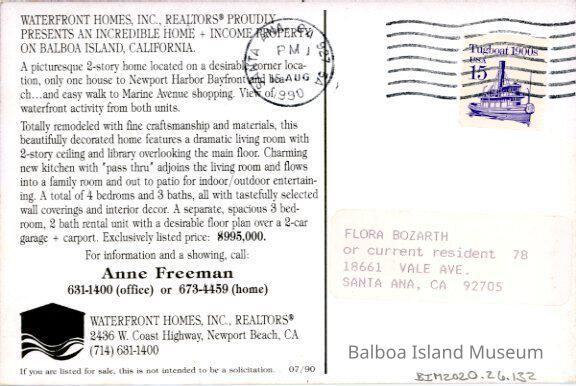 WATERFRONT HOMES, INC., REALTORS® PROUDLY
PRESENTS AN INCREDIBLE HOME + INCOME PROPERTY
ON BALBOA ISLAND, CALIFORNIA.
A picturesque 2-story home located on a desirable corner loca-
tion, only one house to Newport Harbor Bayfront and
ch...and easy walk to Marine Avenue shopping. View of
waterfront activity from both units.
Totally remodeled with fine craftsmanship and materials, this
beautifully decorated home features a dramatic living room with
2-story ceiling and library overlooking the main floor. Charming
new kitchen with "pass thru" adjoins the living room and flows
into a family room and out to patio for indoor/outdoor entertain-
ing. A total of 4 bedrooms and 3 baths, all with tastefully selected
wall coverings and interior decor. A separate, spacious 3 bed-
room, 2 bath rental unit with a desirable floor plan over a 2-car
garage + carport. Exclusively listed price: $995,000.
For information and a showing, call:
Anne Freeman
631-1400 (office) or 673-4459 (home)
WATERFRONT HOMES, INC., REALTORS®
2436 W. Coast Highway, Newport Beach, CA
(714) 631-1400
If you are listed for sale, this is not intended to be a solicitation. 07/90
SANTA ANA, CA 927
PM
15 AUG
1990
Tugboat 1900s
USA
15
FLORA BOZARTH
or current resident 78
18661 VALE AVE.
SANTA ANA, CA 92705
Balboa Island Museum
BIM2020.26.132